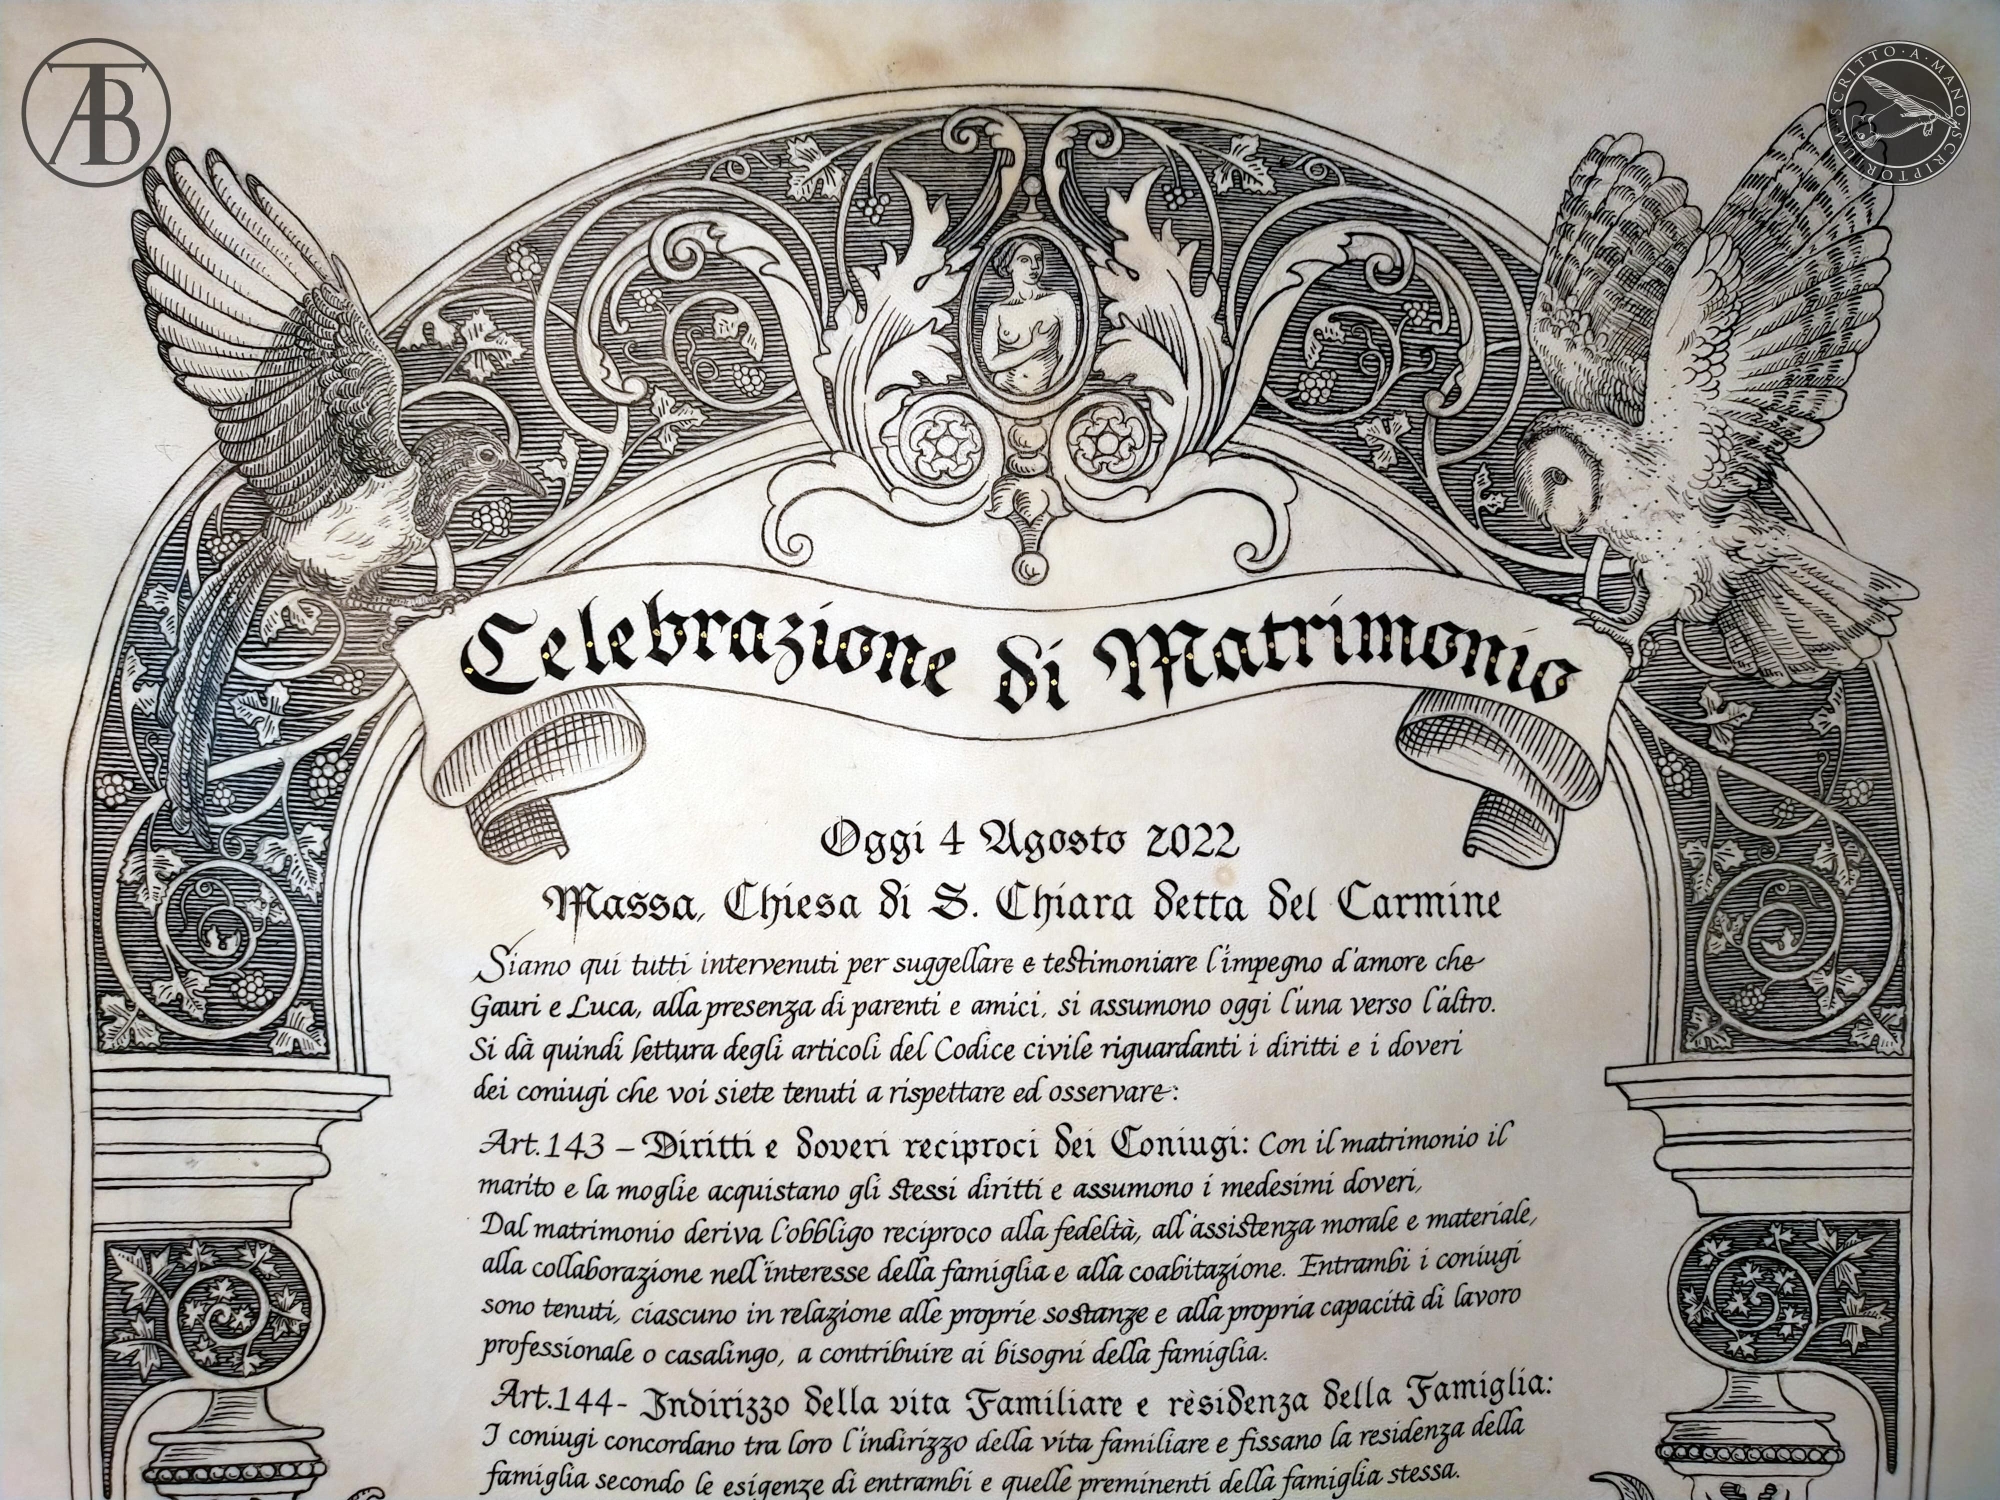 TAB
SCRITTO·A·MANO·SCRIPTORIUM·
Celebrazione di Matrimonio
Oggi 4 Agosto 2022
Massa, Chiesa di S. Chiara detta del Carmine
Siamo qui tutti intervenuti per suggellare e testimoniare l'impegno d'amore che
Gauri e Luca, alla presenza di parenti e amici, si assumono oggi l'una verso l'altro.
Si dà quindi lettura degli articoli del Codice civile riguardanti i diritti e i doveri
dei coniugi che voi siete tenuti a rispettare ed osservare:
Art.143 – Diritti e doveri reciproci dei Coniugi: Con il matrimonio il
marito e la moglie acquistano gli stessi diritti e assumono i medesimi doveri,
Dal matrimonio deriva l'obbligo reciproco alla fedeltà, all'assistenza morale e materiale,
alla collaborazione nell'interesse della famiglia e alla coabitazione. Entrambi i coniugi
sono tenuti, ciascuno in relazione alle proprie sostanze e alla propria capacità di lavoro
professionale o casalingo, a contribuire ai bisogni della famiglia.
Art.144- Indirizzo della vita Familiare e residenza della Famiglia:
I coniugi concordano tra loro l'indirizzo della vita familiare e fissano la residenza della
famiglia secondo le esigenze di entrambi e quelle preminenti della famiglia stessa.